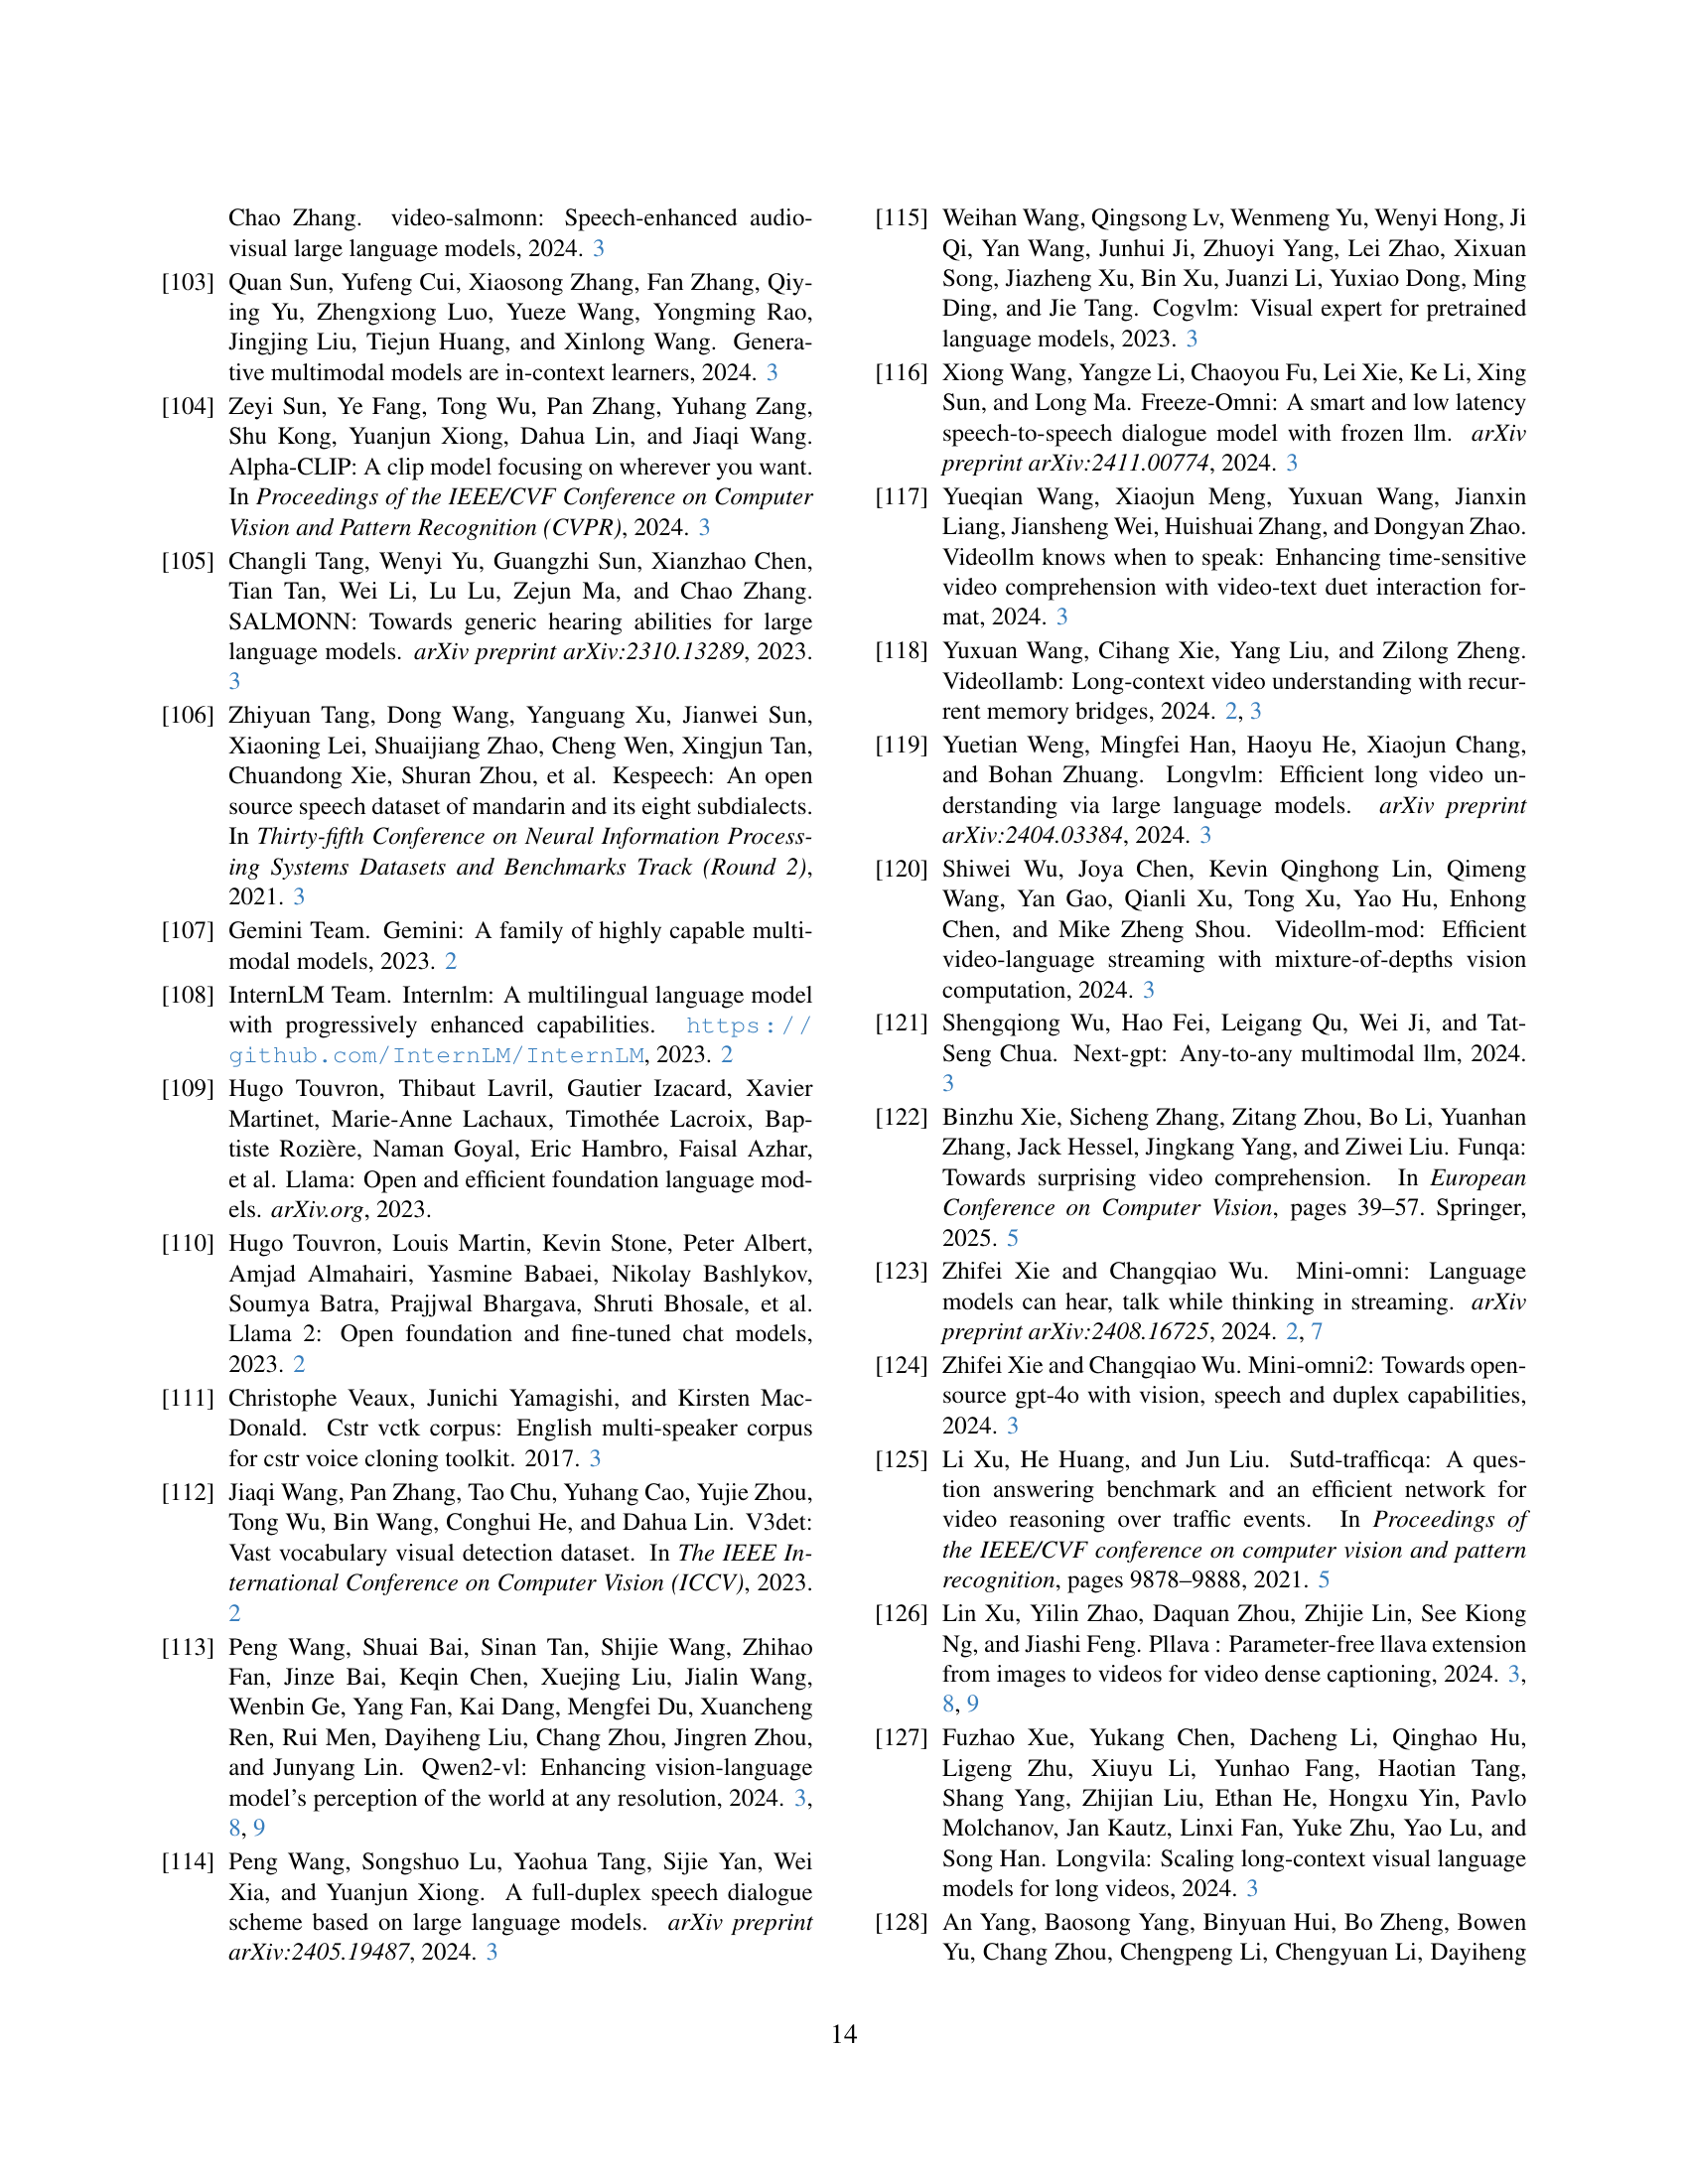 Chao Zhang. video-salmonn: Speech-enhanced audio-
visual large language models, 2024. 3
[103] Quan Sun, Yufeng Cui, Xiaosong Zhang, Fan Zhang, Qiy-
ing Yu, Zhengxiong Luo, Yueze Wang, Yongming Rao,
Jingjing Liu, Tiejun Huang, and Xinlong Wang. Genera-
tive multimodal models are in-context learners, 2024. 3
[104] Zeyi Sun, Ye Fang, Tong Wu, Pan Zhang, Yuhang Zang,
Shu Kong, Yuanjun Xiong, Dahua Lin, and Jiaqi Wang.
Alpha-CLIP: A clip model focusing on wherever you want.
In Proceedings of the IEEE/CVF Conference on Computer
Vision and Pattern Recognition (CVPR), 2024. 3
[105] Changli Tang, Wenyi Yu, Guangzhi Sun, Xianzhao Chen,
Tian Tan, Wei Li, Lu Lu, Zejun Ma, and Chao Zhang.
SALMONN: Towards generic hearing abilities for large
language models. arXiv preprint arXiv:2310.13289, 2023.
3
[106] Zhiyuan Tang, Dong Wang, Yanguang Xu, Jianwei Sun,
Xiaoning Lei, Shuaijiang Zhao, Cheng Wen, Xingjun Tan,
Chuandong Xie, Shuran Zhou, et al. Kespeech: An open
source speech dataset of mandarin and its eight subdialects.
In Thirty-fifth Conference on Neural Information Process-
ing Systems Datasets and Benchmarks Track (Round 2),
2021. 3
[107] Gemini Team. Gemini: A family of highly capable multi-
modal models, 2023. 2
[108] InternLM Team. Internlm: A multilingual language model
with progressively enhanced capabilities. https://
github.com/InternLM/InternLM, 2023. 2
[109] Hugo Touvron, Thibaut Lavril, Gautier Izacard, Xavier
Martinet, Marie-Anne Lachaux, Timothée Lacroix, Bap-
tiste Rozière, Naman Goyal, Eric Hambro, Faisal Azhar,
et al. Llama: Open and efficient foundation language mod-
els. arXiv.org, 2023.
[110] Hugo Touvron, Louis Martin, Kevin Stone, Peter Albert,
Amjad Almahairi, Yasmine Babaei, Nikolay Bashlykov,
Soumya Batra, Prajjwal Bhargava, Shruti Bhosale, et al.
Llama 2: Open foundation and fine-tuned chat models,
2023. 2
[111] Christophe Veaux, Junichi Yamagishi, and Kirsten Mac-
Donald. Cstr vctk corpus: English multi-speaker corpus
for cstr voice cloning toolkit. 2017. 3
[112] Jiaqi Wang, Pan Zhang, Tao Chu, Yuhang Cao, Yujie Zhou,
Tong Wu, Bin Wang, Conghui He, and Dahua Lin. V3det:
Vast vocabulary visual detection dataset. In The IEEE In-
ternational Conference on Computer Vision (ICCV), 2023.
2
[113] Peng Wang, Shuai Bai, Sinan Tan, Shijie Wang, Zhihao
Fan, Jinze Bai, Keqin Chen, Xuejing Liu, Jialin Wang,
Wenbin Ge, Yang Fan, Kai Dang, Mengfei Du, Xuancheng
Ren, Rui Men, Dayiheng Liu, Chang Zhou, Jingren Zhou,
and Junyang Lin. Qwen2-vl: Enhancing vision-language
model's perception of the world at any resolution, 2024. 3,
8, 9
[114] Peng Wang, Songshuo Lu, Yaohua Tang, Sijie Yan, Wei
Xia, and Yuanjun Xiong. A full-duplex speech dialogue
scheme based on large language models. arXiv preprint
arXiv:2405.19487, 2024. 3
[115] Weihan Wang, Qingsong Lv, Wenmeng Yu, Wenyi Hong, Ji
Qi, Yan Wang, Junhui Ji, Zhuoyi Yang, Lei Zhao, Xixuan
Song, Jiazheng Xu, Bin Xu, Juanzi Li, Yuxiao Dong, Ming
Ding, and Jie Tang. Cogvlm: Visual expert for pretrained
language models, 2023. 3
[116] Xiong Wang, Yangze Li, Chaoyou Fu, Lei Xie, Ke Li, Xing
Sun, and Long Ma. Freeze-Omni: A smart and low latency
speech-to-speech dialogue model with frozen llm. arXiv
preprint arXiv:2411.00774, 2024. 3
[117] Yueqian Wang, Xiaojun Meng, Yuxuan Wang, Jianxin
Liang, Jiansheng Wei, Huishuai Zhang, and Dongyan Zhao.
Videollm knows when to speak: Enhancing time-sensitive
video comprehension with video-text duet interaction for-
mat, 2024. 3
[118] Yuxuan Wang, Cihang Xie, Yang Liu, and Zilong Zheng.
Videollamb: Long-context video understanding with recur-
rent memory bridges, 2024. 2, 3
[119] Yuetian Weng, Mingfei Han, Haoyu He, Xiaojun Chang,
and Bohan Zhuang. Longvlm: Efficient long video un-
derstanding via large language models. arXiv preprint
arXiv:2404.03384, 2024. 3
[120] Shiwei Wu, Joya Chen, Kevin Qinghong Lin, Qimeng
Wang, Yan Gao, Qianli Xu, Tong Xu, Yao Hu, Enhong
Chen, and Mike Zheng Shou. Videollm-mod: Efficient
video-language streaming with mixture-of-depths vision
computation, 2024. 3
[121] Shengqiong Wu, Hao Fei, Leigang Qu, Wei Ji, and Tat-
Seng Chua. Next-gpt: Any-to-any multimodal llm, 2024.
3
[122] Binzhu Xie, Sicheng Zhang, Zitang Zhou, Bo Li, Yuanhan
Zhang, Jack Hessel, Jingkang Yang, and Ziwei Liu. Funqa:
Towards surprising video comprehension. In European
Conference on Computer Vision, pages 39–57. Springer,
2025. 5
[123] Zhifei Xie and Changqiao Wu. Mini-omni: Language
models can hear, talk while thinking in streaming. arXiv
preprint arXiv:2408.16725, 2024. 2, 7
[124] Zhifei Xie and Changqiao Wu. Mini-omni2: Towards open-
source gpt-4o with vision, speech and duplex capabilities,
2024. 3
[125] Li Xu, He Huang, and Jun Liu. Sutd-trafficqa: A ques-
tion answering benchmark and an efficient network for
video reasoning over traffic events. In Proceedings of
the IEEE/CVF conference on computer vision and pattern
recognition, pages 9878–9888, 2021. 5
[126] Lin Xu, Yilin Zhao, Daquan Zhou, Zhijie Lin, See Kiong
Ng, and Jiashi Feng. Pllava : Parameter-free llava extension
from images to videos for video dense captioning, 2024. 3,
8, 9
[127] Fuzhao Xue, Yukang Chen, Dacheng Li, Qinghao Hu,
Ligeng Zhu, Xiuyu Li, Yunhao Fang, Haotian Tang,
Shang Yang, Zhijian Liu, Ethan He, Hongxu Yin, Pavlo
Molchanov, Jan Kautz, Linxi Fan, Yuke Zhu, Yao Lu, and
Song Han. Longvila: Scaling long-context visual language
models for long videos, 2024. 3
[128] An Yang, Baosong Yang, Binyuan Hui, Bo Zheng, Bowen
Yu, Chang Zhou, Chengpeng Li, Chengyuan Li, Dayiheng
14